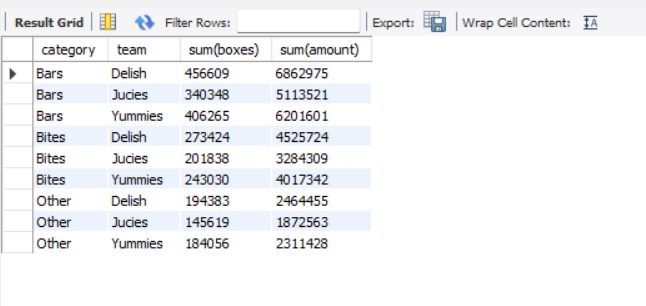 Result Grid Filter Rows: Export: Wrap Cell Content:
category team sum(boxes) sum(amount)
Bars Delish 456609 6862975
Bars Jucies 340348 5113521
Bars Yummies 406265 6201601
Bites Delish 273424 4525724
Bites Jucies 201838 3284309
Bites Yummies 243030 4017342
Other Delish 194383 2464455
Other Jucies 145619 1872563
Other Yummies 184056 2311428